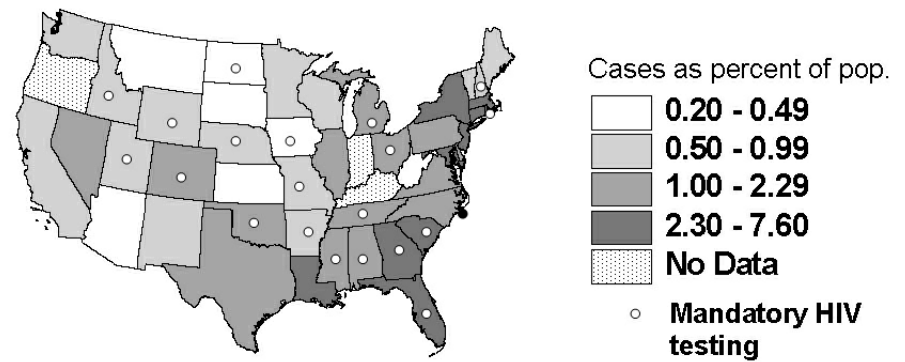 Cases as percent of pop.
0.20 - 0.49
0.50 - 0.99
1.00 - 2.29
2.30 - 7.60
No Data
Mandatory HIV
testing